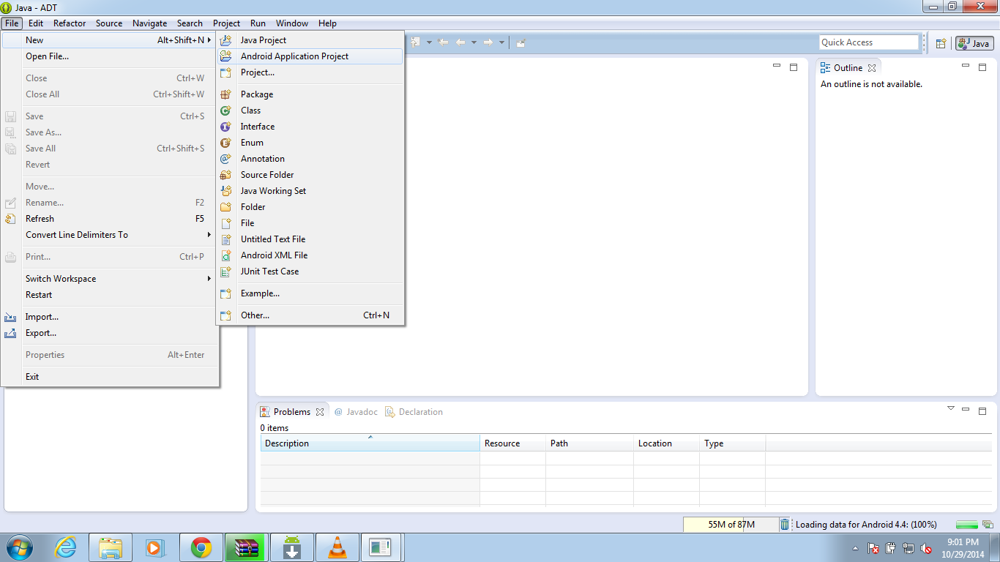 Java - ADT
File Edit Refactor Source Navigate Search Project Run Window Help
New Alt+Shift+N
Open File...
Close Ctrl+W
Close All Ctrl+Shift+W
Save Ctrl+S
Save As...
Save All Ctrl+Shift+S
Revert
Move...
Rename... F2
Refresh F5
Convert Line Delimiters To
Print... Ctrl+P
Switch Workspace
Restart
Import...
Export...
Properties Alt+Enter
Exit
Java Project
Android Application Project
Project...
Package
Class
Interface
Enum
Annotation
Source Folder
Java Working Set
Folder
File
Untitled Text File
Android XML File
JUnit Test Case
Example...
Other... Ctrl+N
Quick Access
Java
Outline
An outline is not available.
Problems @ Javadoc Declaration
0 items
Description Resource Path Location Type
55M of 87M Loading data for Android 4.4: (100%)
9:01 PM
10/29/2014